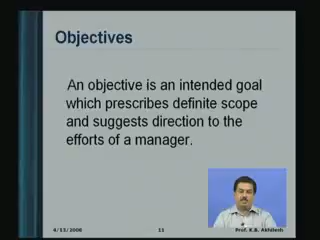 Objectives
An objective is an intended goal
which prescribes definite scope
and suggests direction to the
efforts of a manager.
4/13/2008 11 Prof. K.B. Akhilesh